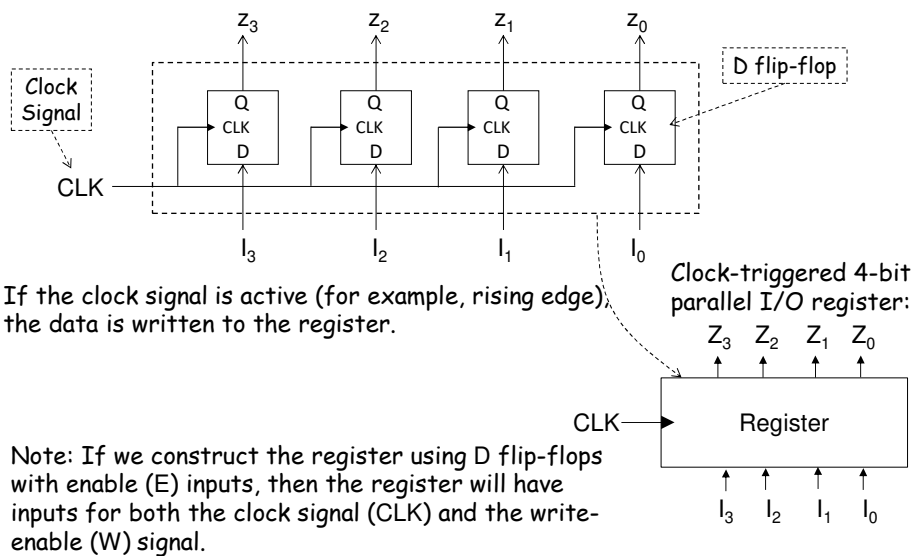 z₃ z₂ z₁ z₀
D flip-flop
Clock
Signal
Q Q Q Q
CLK CLK CLK CLK
D D D D
CLK
I₃ I₂ I₁ I₀
If the clock signal is active (for example, rising edge),
the data is written to the register.
Clock-triggered 4-bit
parallel I/O register:
Z₃ Z₂ Z₁ Z₀
CLK
Register
I₃ I₂ I₁ I₀
Note: If we construct the register using D flip-flops
with enable (E) inputs, then the register will have
inputs for both the clock signal (CLK) and the write-
enable (W) signal.